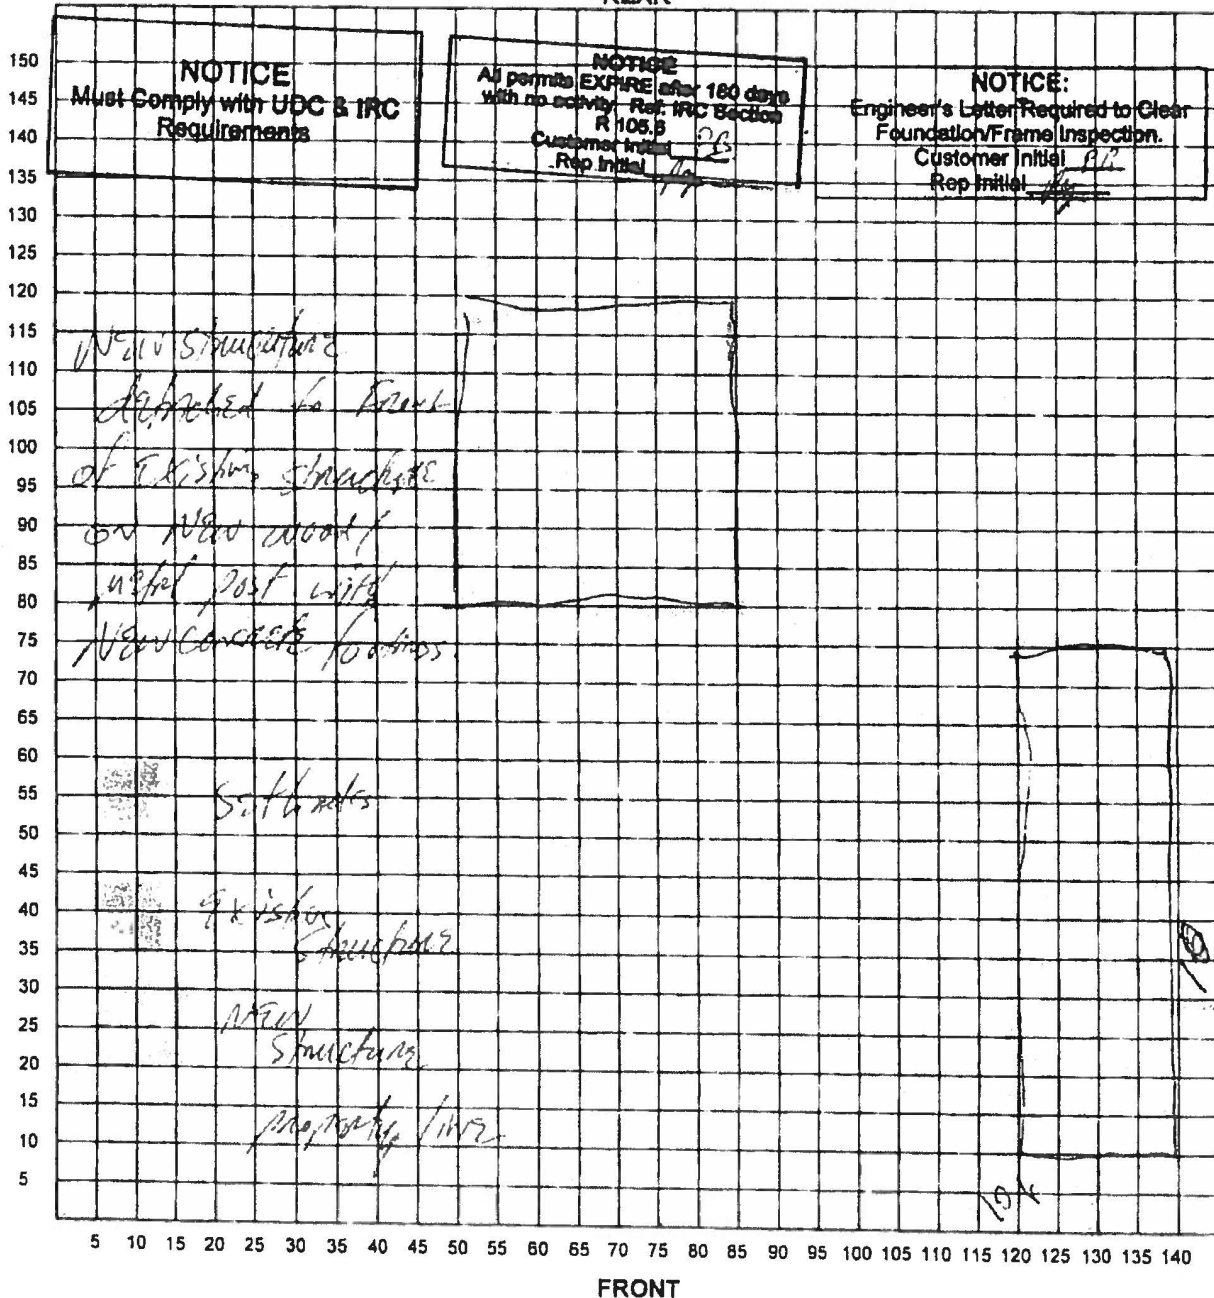 REAR
NOTICE
Must Comply with UDC & IRC
Requirements
NOTICE
All permits EXPIRE after 180 days
with no activity. Ref: IRC Section
R 105.5
Customer Initial
Rep Initial
NOTICE:
Engineer's Letter Required to Clear
Foundation/Frame Inspection.
Customer Initial
Rep Initial
150
145
140
135
130
125
120
115
110
105
100
95
90
85
80
75
70
65
60
55
50
45
40
35
30
25
20
15
10
5
New structure
detached to Front
of Existing structure
on New wood/
metal post with
New Concrete footings.
Setbacks
Existing
Structure
New
Structure
property line
10
10
5 10 15 20 25 30 35 40 45 50 55 60 65 70 75 80 85 90 95 100 105 110 115 120 125 130 135 140
FRONT